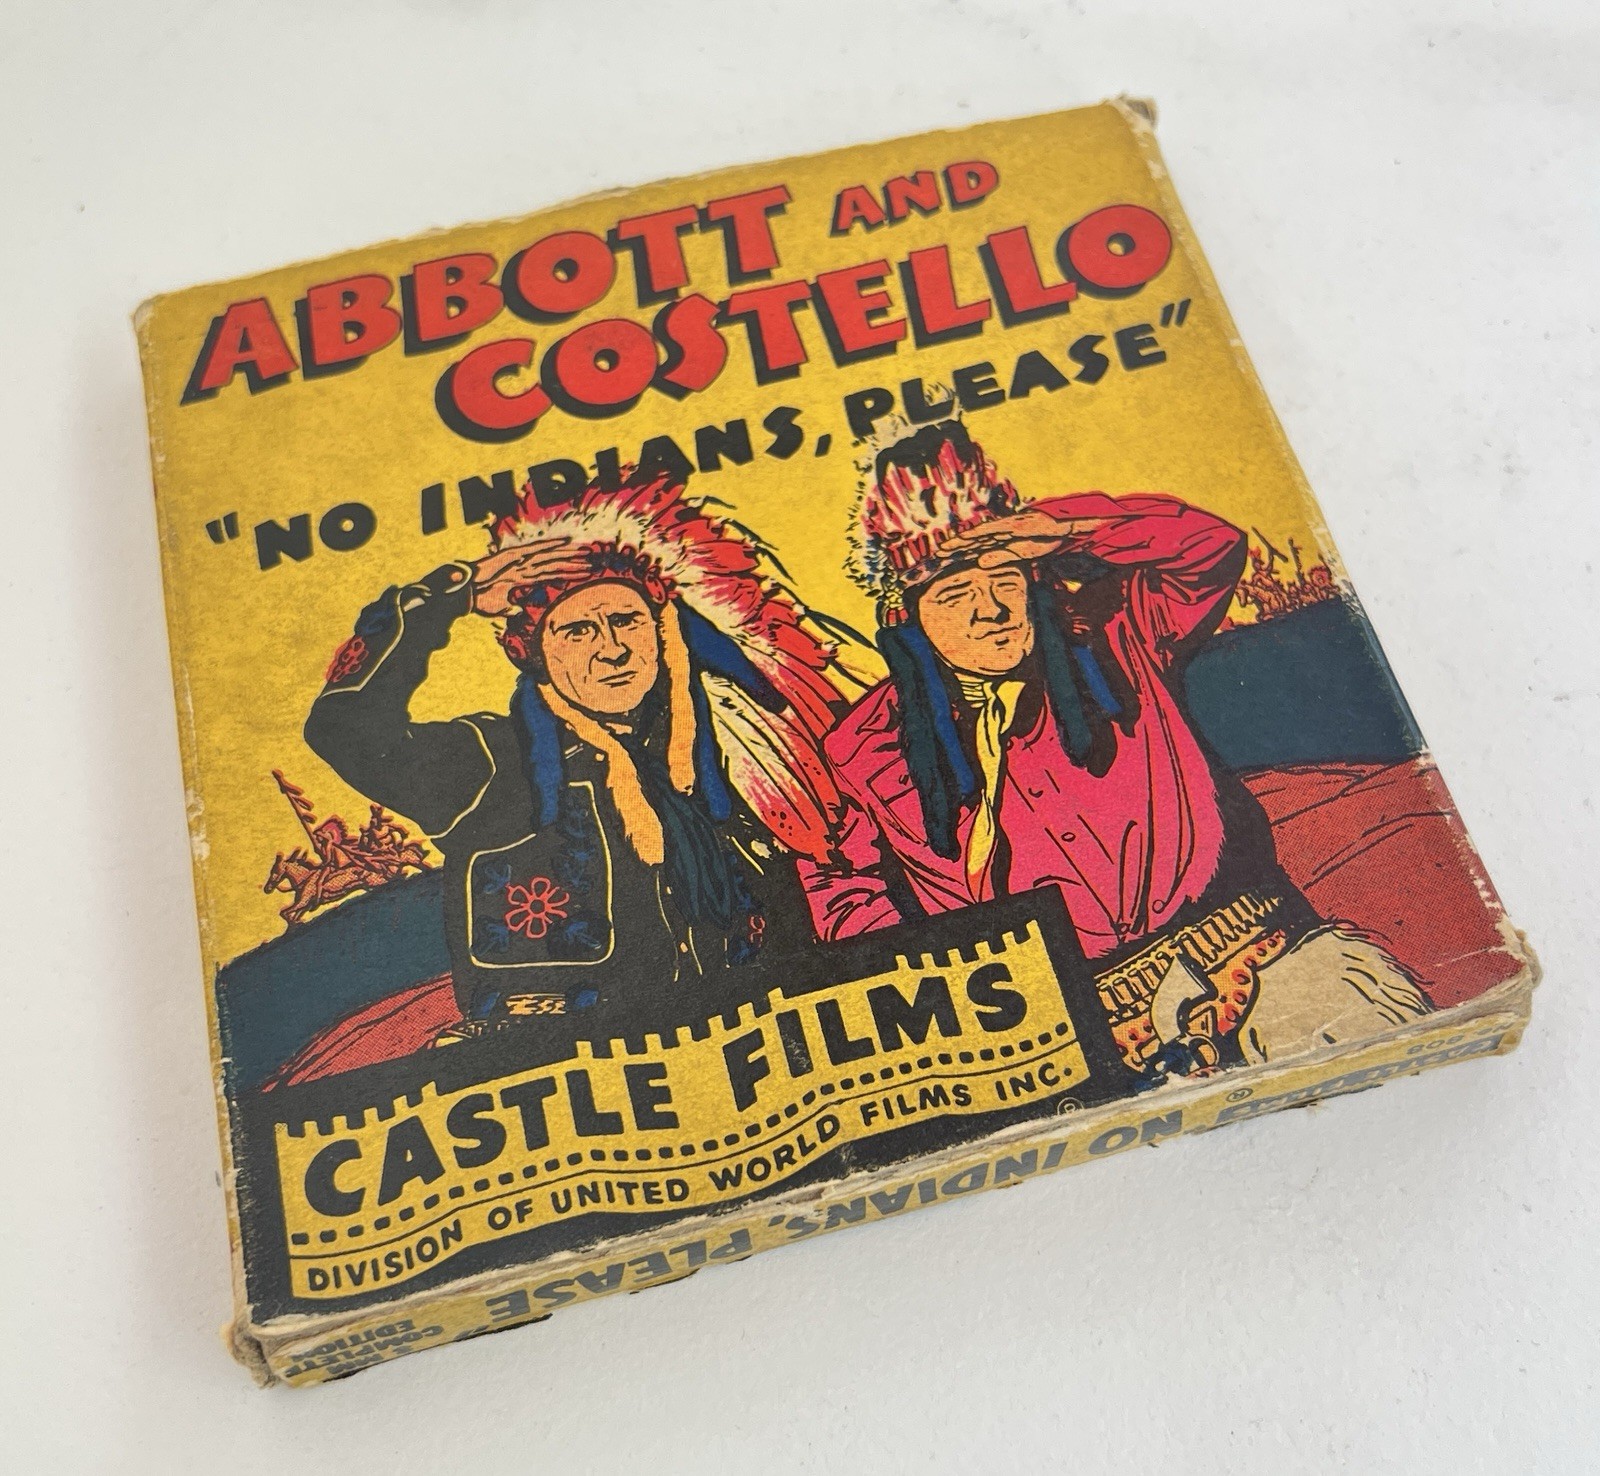 ABBOTT AND
COSTELLO
"NO INDIANS, PLEASE"
CASTLE FILMS
DIVISION OF UNITED WORLD FILMS INC.
®
"NO INDIANS, PLEASE"
COMPLETE
EDITION
808
®